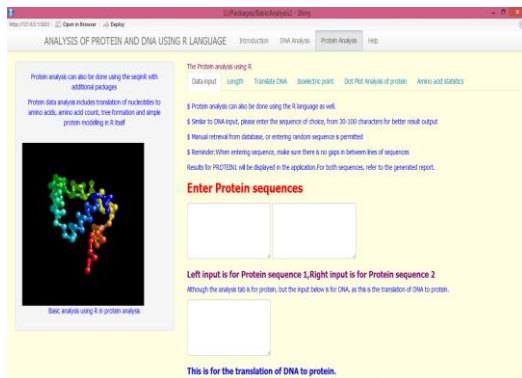 U:/Packages/BasicAnalysis2 - Shiny
Open in Browser Deploy
ANALYSIS OF PROTEIN AND DNA USING R LANGUAGE Introduction DNA Analysis Protein Analysis Help
Protein analysis can also be done using the seqinR with
additional packages
Protein data analysis includes translation of nucleotides to
amino acids, amino acid count, tree formation and simple
protein modelling in R itself
Basic analysis using R in protein analysis
The Protein analysis using R
Data-input Length Translate DNA Isoelectric point Dot Plot Analysis of protein Amino acid statistics
$ Protein analysis can also be done using the R language as well.
$ Similar to DNA input, please enter the sequence of choice, from 30-100 characters for better result output
$ Manual retreval from database, or entering random sequence is permitted
$ Reminder:When entering sequence, make sure there is no gaps in between lines of sequences
Results for PROTEIN1 will be displayed in the application.For both sequences, refer to the generated report.
Enter Protein sequences
Left input is for Protein sequence 1,Right input is for Protein sequence 2
Although the analysis tab is for protein, but the input below is for DNA, as this is the translation of DNA to protein.
This is for the translation of DNA to protein.